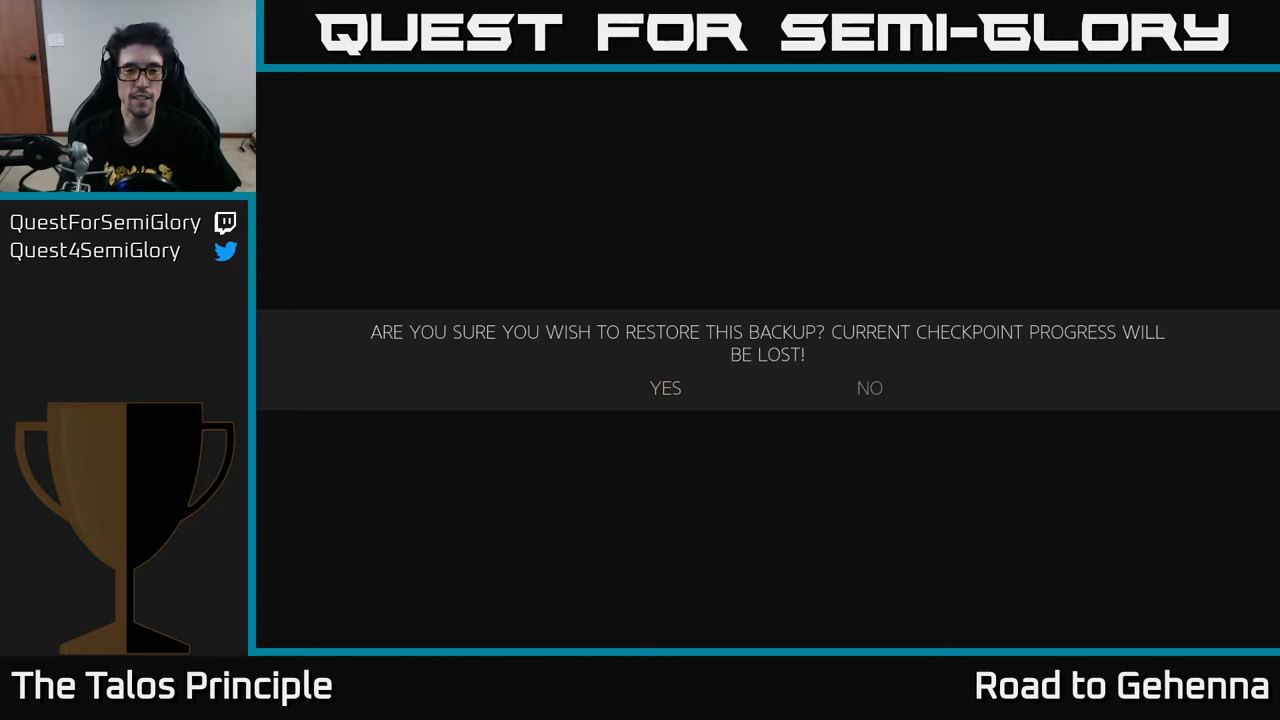 QUEST FOR SEMI-GLORY
QuestForSemiGlory
Quest4SemiGlory
ARE YOU SURE YOU WISH TO RESTORE THIS BACKUP? CURRENT CHECKPOINT PROGRESS WILL
BE LOST!
YES NO
The Talos Principle
Road to Gehenna